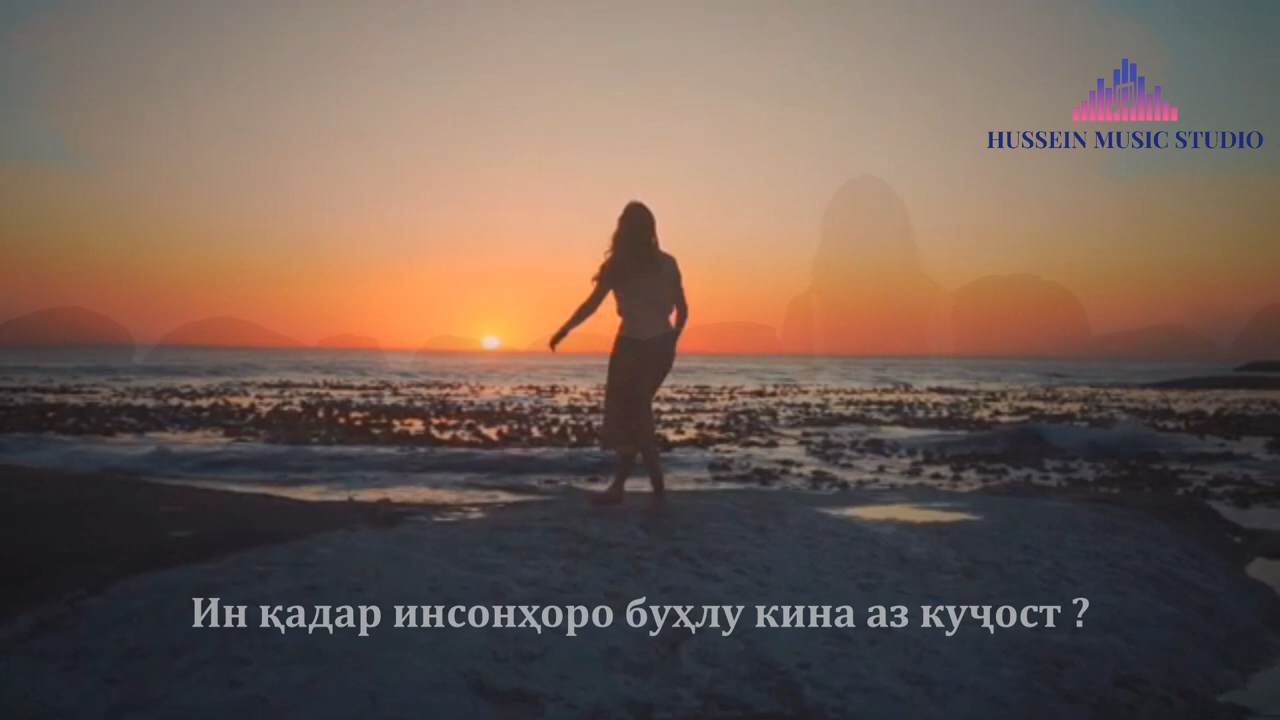 HUSSEIN MUSIC STUDIO
Ин қадар инсонҳоро буҳлу кина аз куҷост ?